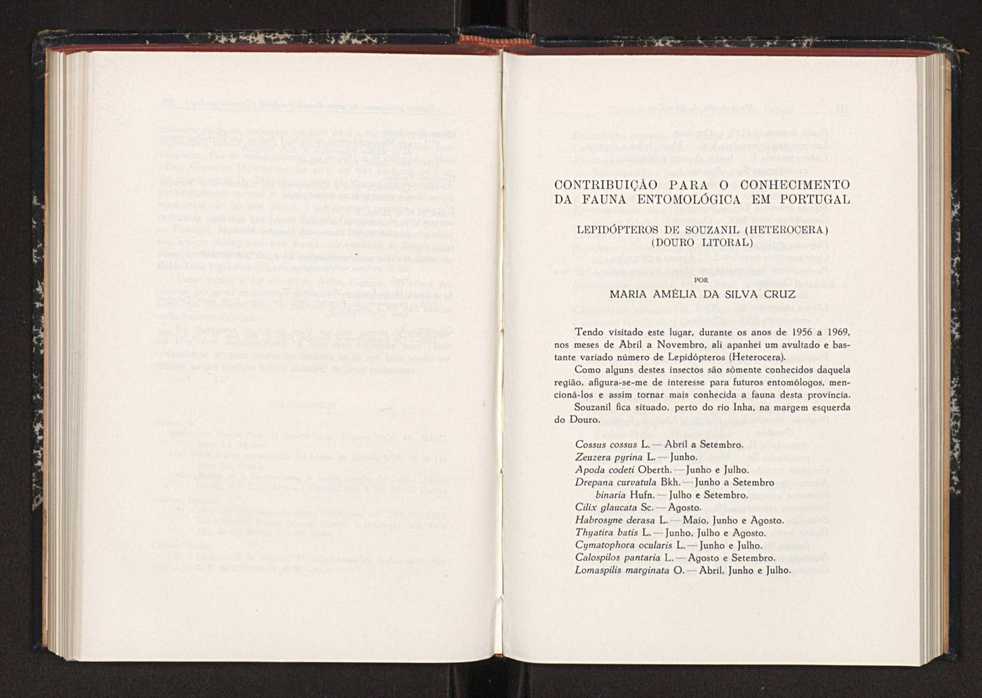 CONTRIBUIÇÃO PARA O CONHECIMENTO
DA FAUNA ENTOMOLÓGICA EM PORTUGAL
LEPIDÓPTEROS DE SOUZANIL (HETEROCERA)
(DOURO LITORAL)
POR
MARIA AMÉLIA DA SILVA CRUZ
Tendo visitado este lugar, durante os anos de 1956 a 1969,
nos meses de Abril a Novembro, ali apanhei um avultado e bas-
tante variado número de Lepidópteros (Heterocera).
Como alguns destes insectos são sòmente conhecidos daquela
região, afigura-se-me de interesse para futuros entomólogos, men-
cioná-los e assim tornar mais conhecida a fauna desta província.
Souzanil fica situado, perto do rio Inha, na margem esquerda
do Douro.
Cossus cossus L. — Abril a Setembro.
Zeuzera pyrina L. — Junho.
Apoda codeti Oberth. — Junho e Julho.
Drepana curvatula Bkh. — Junho a Setembro
binaria Hufn. — Julho e Setembro.
Cilix glaucata Sc. — Agosto.
Habrosyne derasa L. — Maio, Junho e Agosto.
Thyatira batis L. — Junho, Julho e Agosto.
Cymatophora ocularis L. — Junho e Julho.
Calospilos pantaria L. — Agosto e Setembro.
Lomaspilis marginata O. — Abril, Junho e Julho.